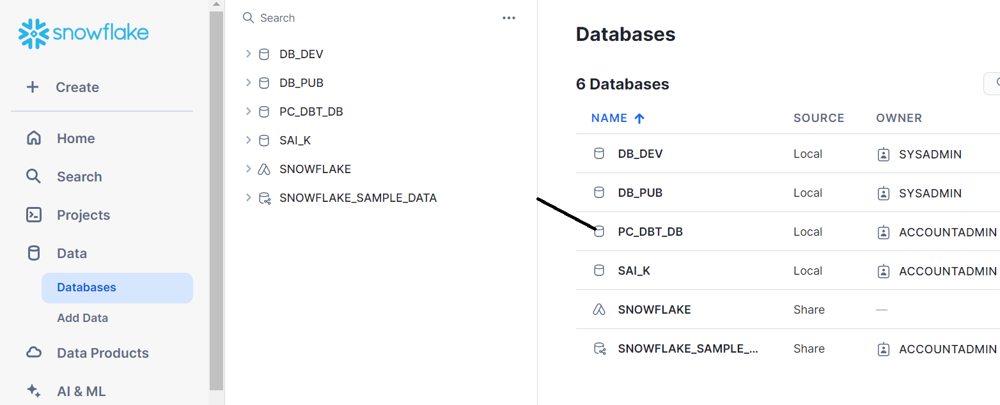 snowflake
Create
Home
Search
Projects
Data
Databases
Add Data
Data Products
AI & ML
Search
DB_DEV
DB_PUB
PC_DBT_DB
SAI_K
SNOWFLAKE
SNOWFLAKE_SAMPLE_DATA
Databases
6 Databases
NAME SOURCE OWNER
DB_DEV Local SYSADMIN
DB_PUB Local SYSADMIN
PC_DBT_DB Local ACCOUNTADMIN
SAI_K Local ACCOUNTADMIN
SNOWFLAKE Share —
SNOWFLAKE_SAMPLE_... Share ACCOUNTADMIN